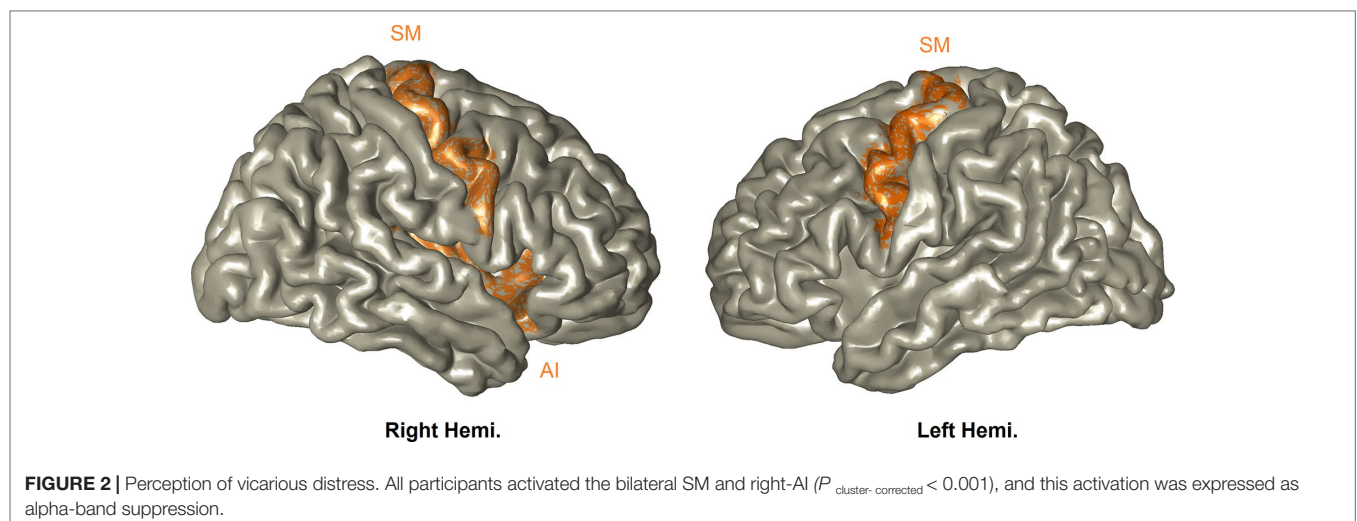 SM
SM
AI
Right Hemi.
Left Hemi.
FIGURE 2 | Perception of vicarious distress. All participants activated the bilateral SM and right-AI (P cluster- corrected < 0.001), and this activation was expressed as
alpha-band suppression.